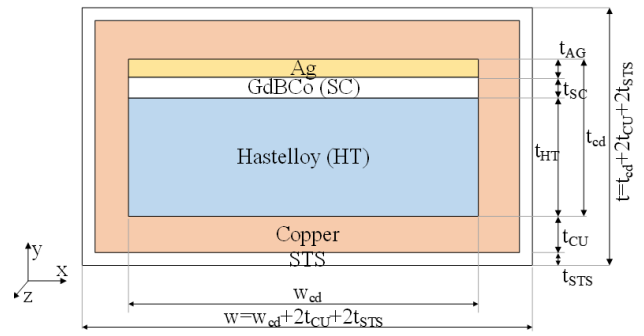 Ag
GdBCo (SC)
Hastelloy (HT)
Copper
STS
t_AG
t_SC
t_HT
t_cd
t_CU
t_STS
t=t_cd+2t_CU+2t_STS
w_cd
w=w_cd+2t_CU+2t_STS
y
x
z